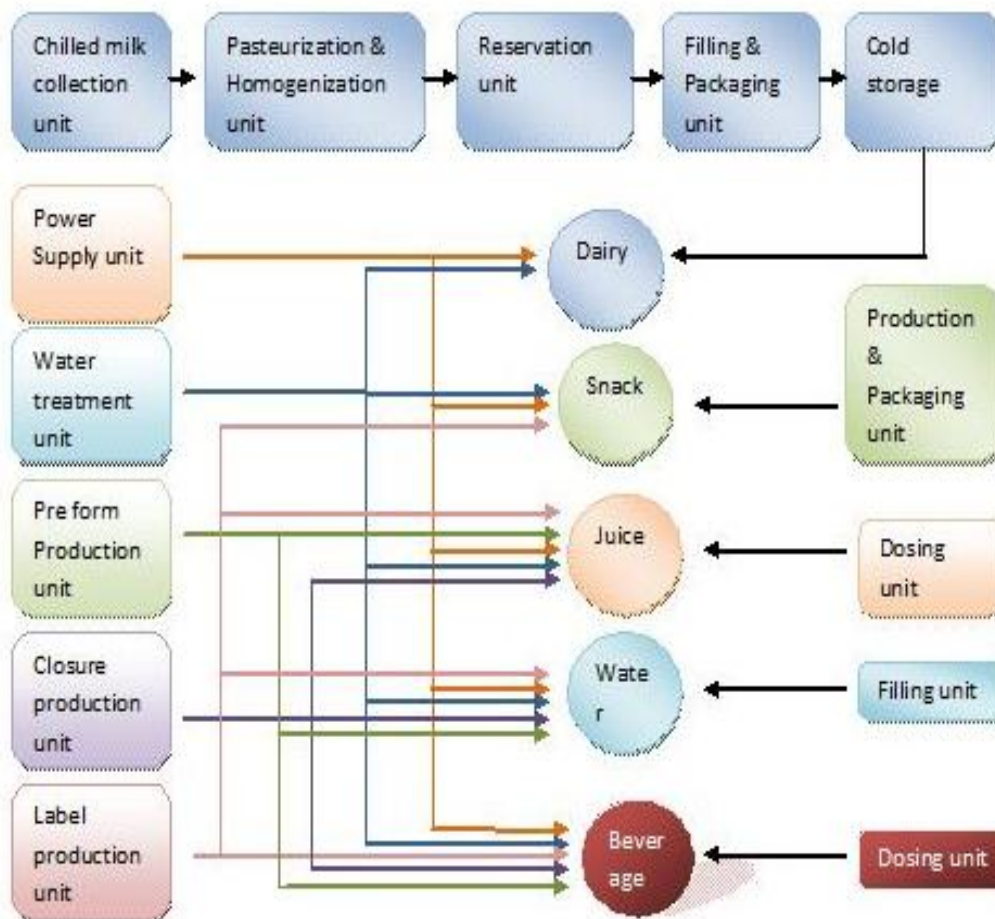 Chilled milk
collection
unit
Pasteurization &
Homogenization
unit
Reservation
unit
Filling &
Packaging
unit
Cold
storage
Power
Supply unit
Dairy
Production
&
Packaging
unit
Water
treatment
unit
Snack
Pre form
Production
unit
Juice
Dosing
unit
Closure
production
unit
Wate
r
Filling unit
Label
production
unit
Bever
age
Dosing unit